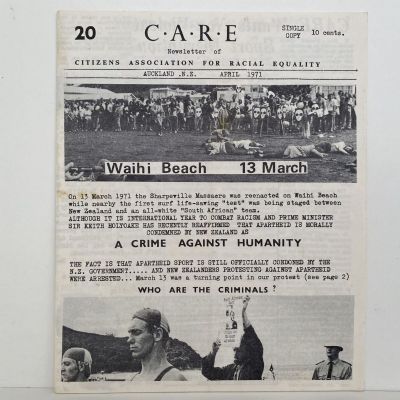 20 C·A·R·E SINGLE COPY 10 cents.
Newsletter of
CITIZENS ASSOCIATION FOR RACIAL EQUALITY
AUCKLAND .N.Z. APRIL 1971
Waihi Beach 13 March
On 13 March 1971 the Sharpeville Massacre was reenacted on Waihi Beach
while nearby the first surf life-saving "test" was being staged between
New Zealand and an all-white "South African" team.
ALTHOUGH IT IS INTERNATIONAL YEAR TO COMBAT RACISM AND PRIME MINISTER
SIR KEITH HOLYOAKE HAS RECENTLY REAFFIRMED THAT APARTHEID IS MORALLY
CONDEMNED BY NEW ZEALAND AS
A CRIME AGAINST HUMANITY
THE FACT IS THAT APARTHEID SPORT IS STILL OFFICIALLY CONDONED BY THE
N.Z. GOVERNMENT..... AND NEW ZEALANDERS PROTESTING AGAINST APARTHEID
WERE ARRESTED... March 13 was a turning point in our protest (see page 2)
WHO ARE THE CRIMINALS?